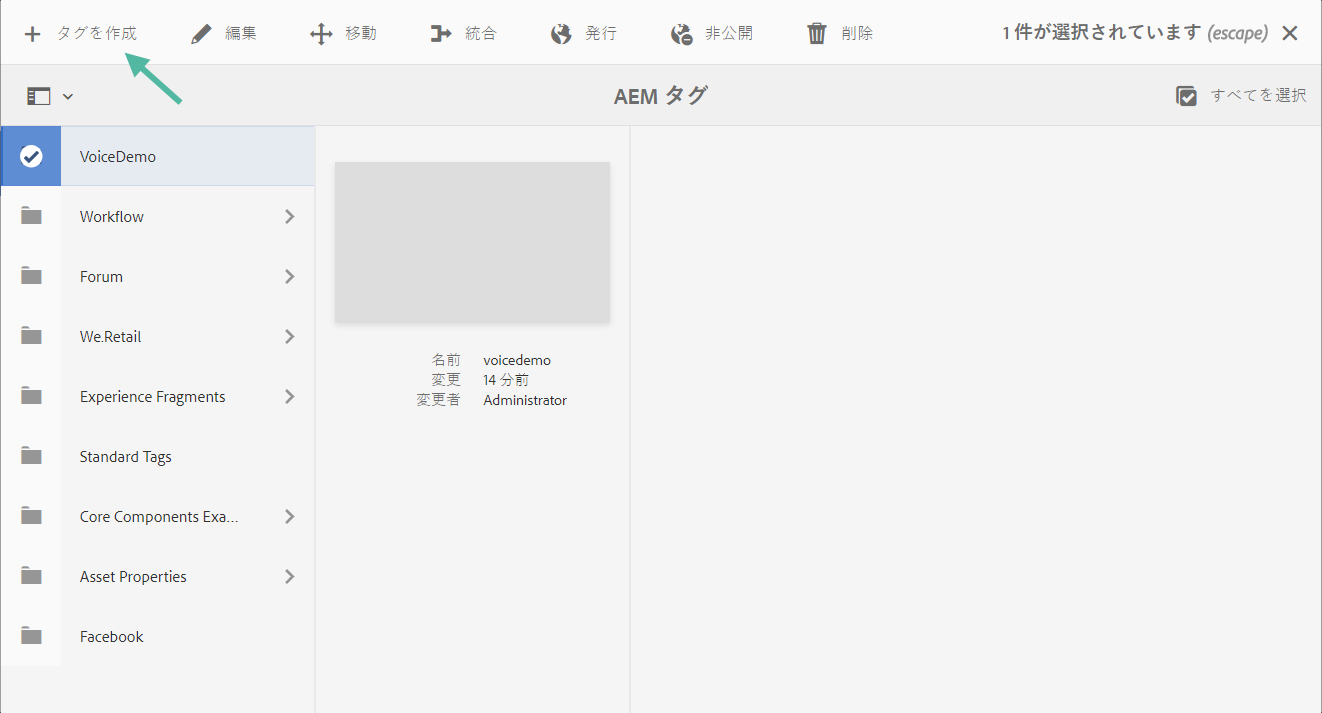 タグを作成 編集 移動 統合 発行 非公開 削除 1 件が選択されています (escape)
AEM タグ すべてを選択
VoiceDemo
Workflow
Forum
We.Retail
Experience Fragments
Standard Tags
Core Components Exa...
Asset Properties
Facebook
名前 voicedemo
変更 14 分前
変更者 Administrator